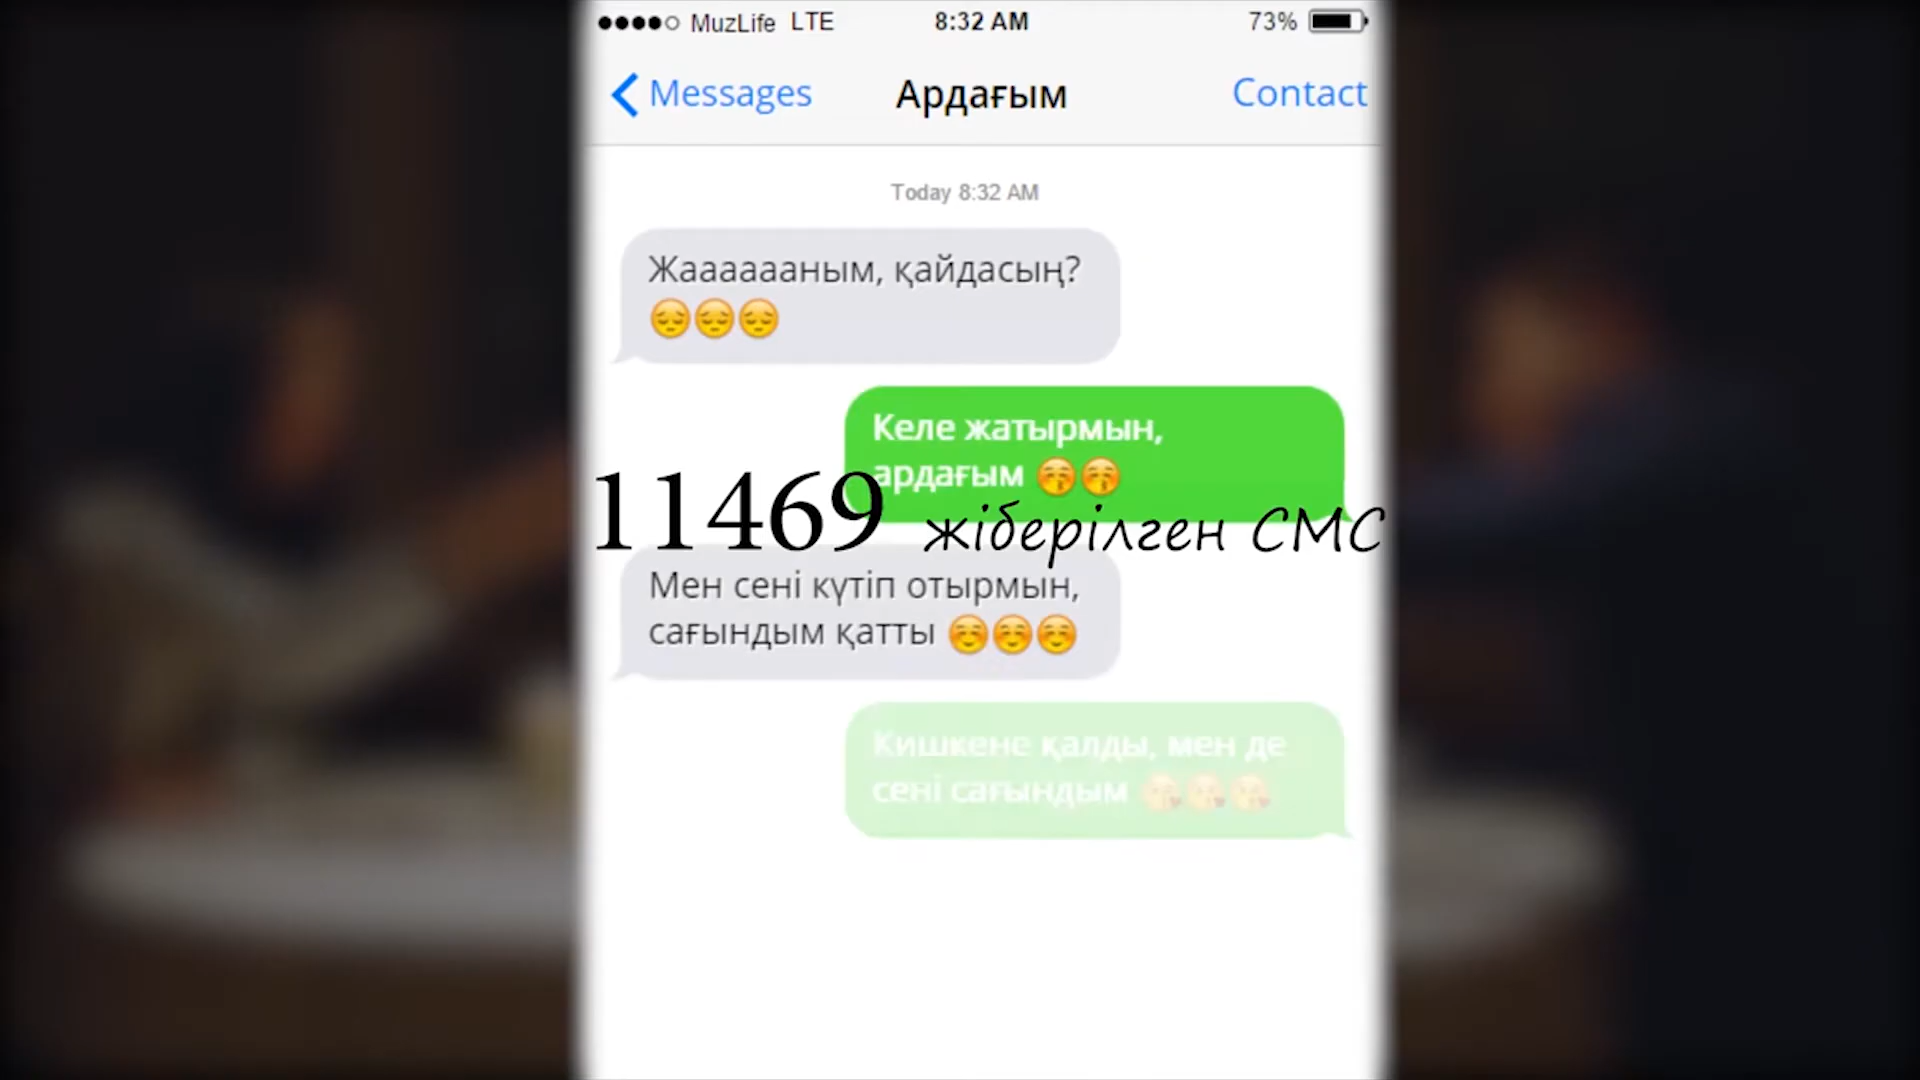 MuzLife LTE 8:32 AM 73%
Messages Ардағым Contact
Today 8:32 AM
Жааааааным, қайдасың?
😔😔😔
Келе жатырмын,
ардағым 😚😚
11469 жіберілген СМС
Мен сені күтіп отырмын,
сағындым қатты ☺️☺️☺️
Кишкене қалды, мен де
сені сағындым 😘😘😘